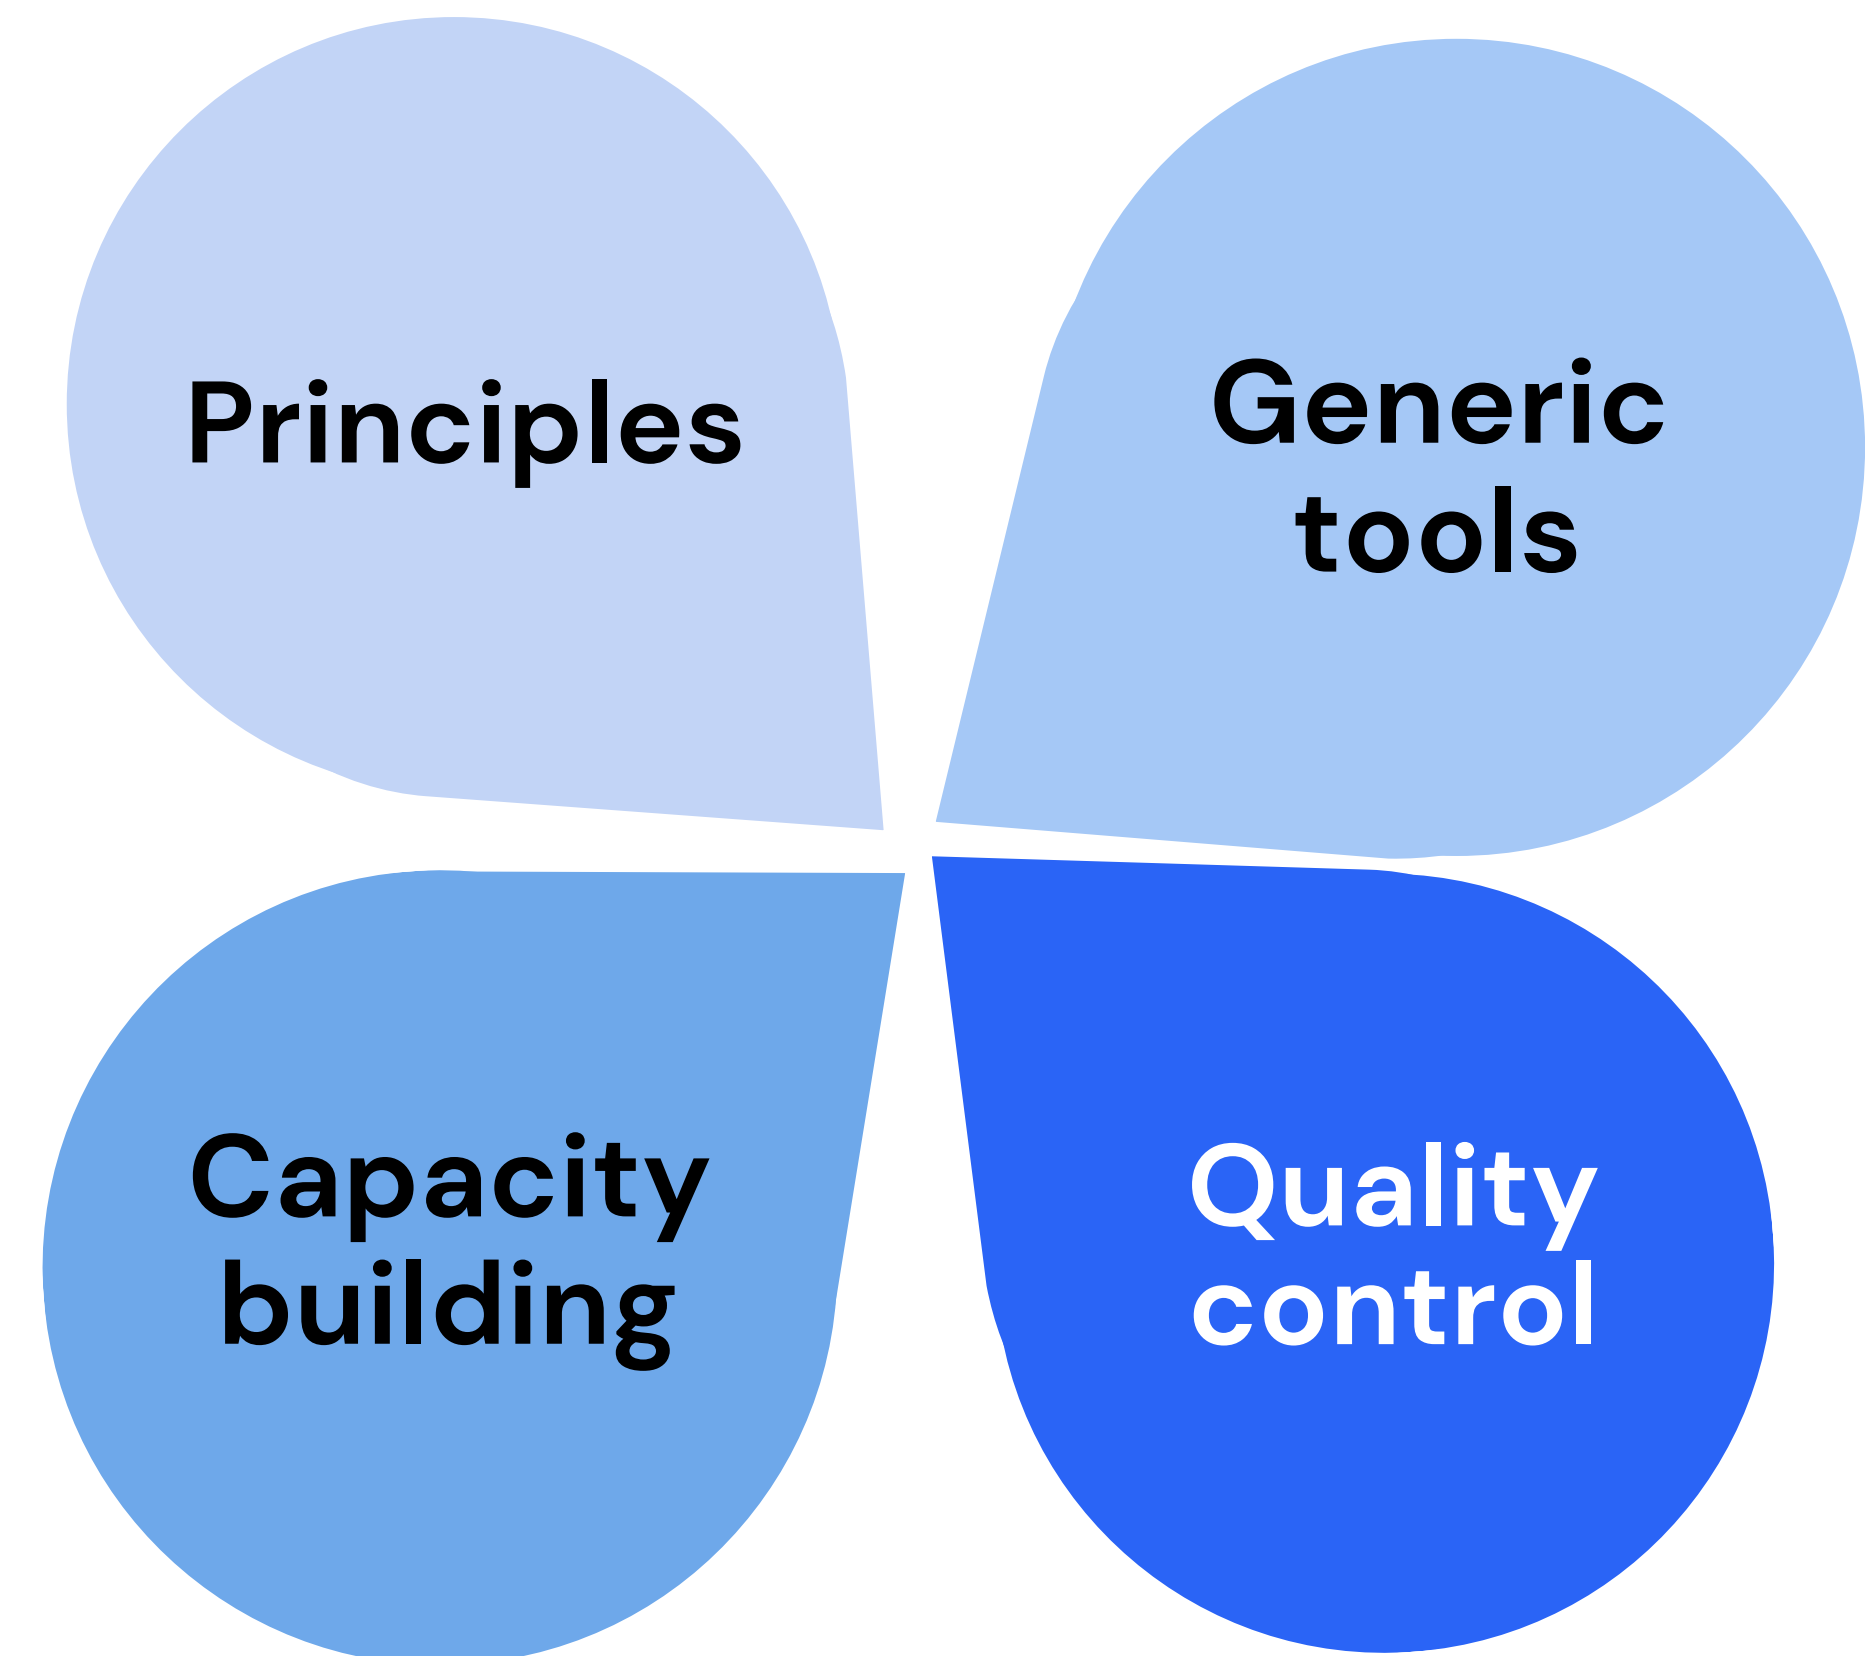 Principles
Generic
tools
Capacity
building
Quality
control